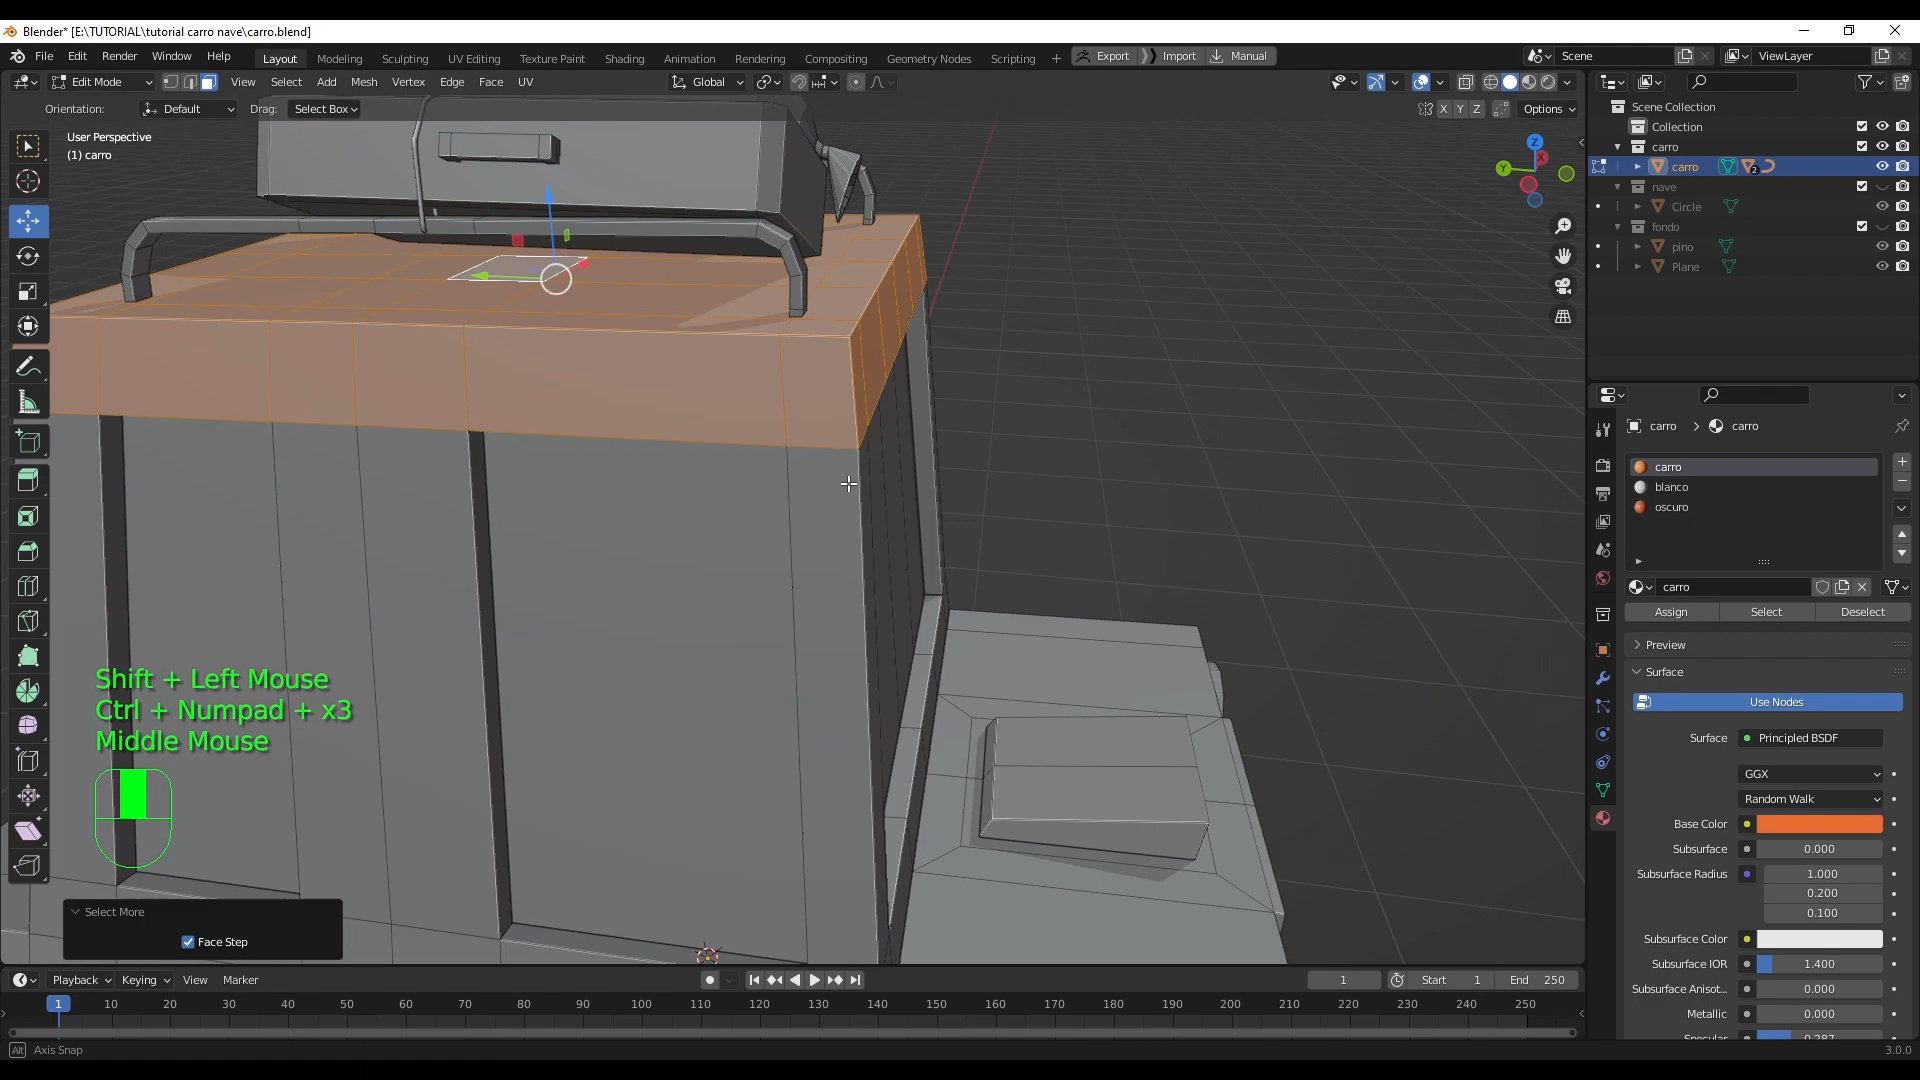 Blender* [E:\TUTORIAL\tutorial carro nave\carro.blend]
File Edit Render Window Help Layout Modeling Sculpting UV Editing Texture Paint Shading Animation Rendering Compositing Geometry Nodes Scripting + Export Import Manual Scene ViewLayer
Edit Mode View Select Add Mesh Vertex Edge Face UV Global
Orientation: Default Drag: Select Box X Y Z Options
User Perspective
(1) carro
Z
X
Y
Scene Collection
Collection
carro
carro 2
nave
Circle
fondo
pino
Plane
carro > carro
carro
blanco
oscuro
carro
Assign Select Deselect
Preview
Surface
Use Nodes
Surface Principled BSDF
GGX
Random Walk
Base Color
Subsurface 0.000
Subsurface Radius 1.000
0.200
0.100
Subsurface Color
Subsurface IOR 1.400
Subsurface Anisot... 0.000
Metallic 0.000
Specular 0.287
Shift + Left Mouse
Ctrl + Numpad + x3
Middle Mouse
Select More
Face Step
Playback Keying View Marker 1 Start 1 End 250
1 10 20 30 40 50 60 70 80 90 100 110 120 130 140 150 160 170 180 190 200 210 220 230 240 250
Alt Axis Snap 3.0.0